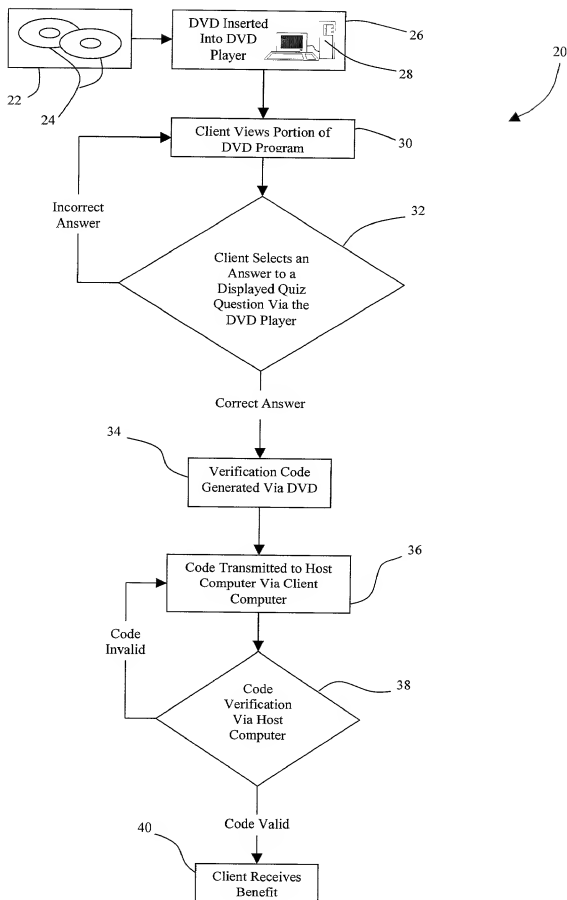 DVD Inserted
Into DVD
Player
26
28
22
24
20
Client Views Portion of
DVD Program
30
Incorrect
Answer
32
Client Selects an
Answer to a
Displayed Quiz
Question Via the
DVD Player
Correct Answer
34
Verification Code
Generated Via DVD
36
Code Transmitted to Host
Computer Via Client
Computer
Code
Invalid
38
Code
Verification
Via Host
Computer
Code Valid
40
Client Receives
Benefit